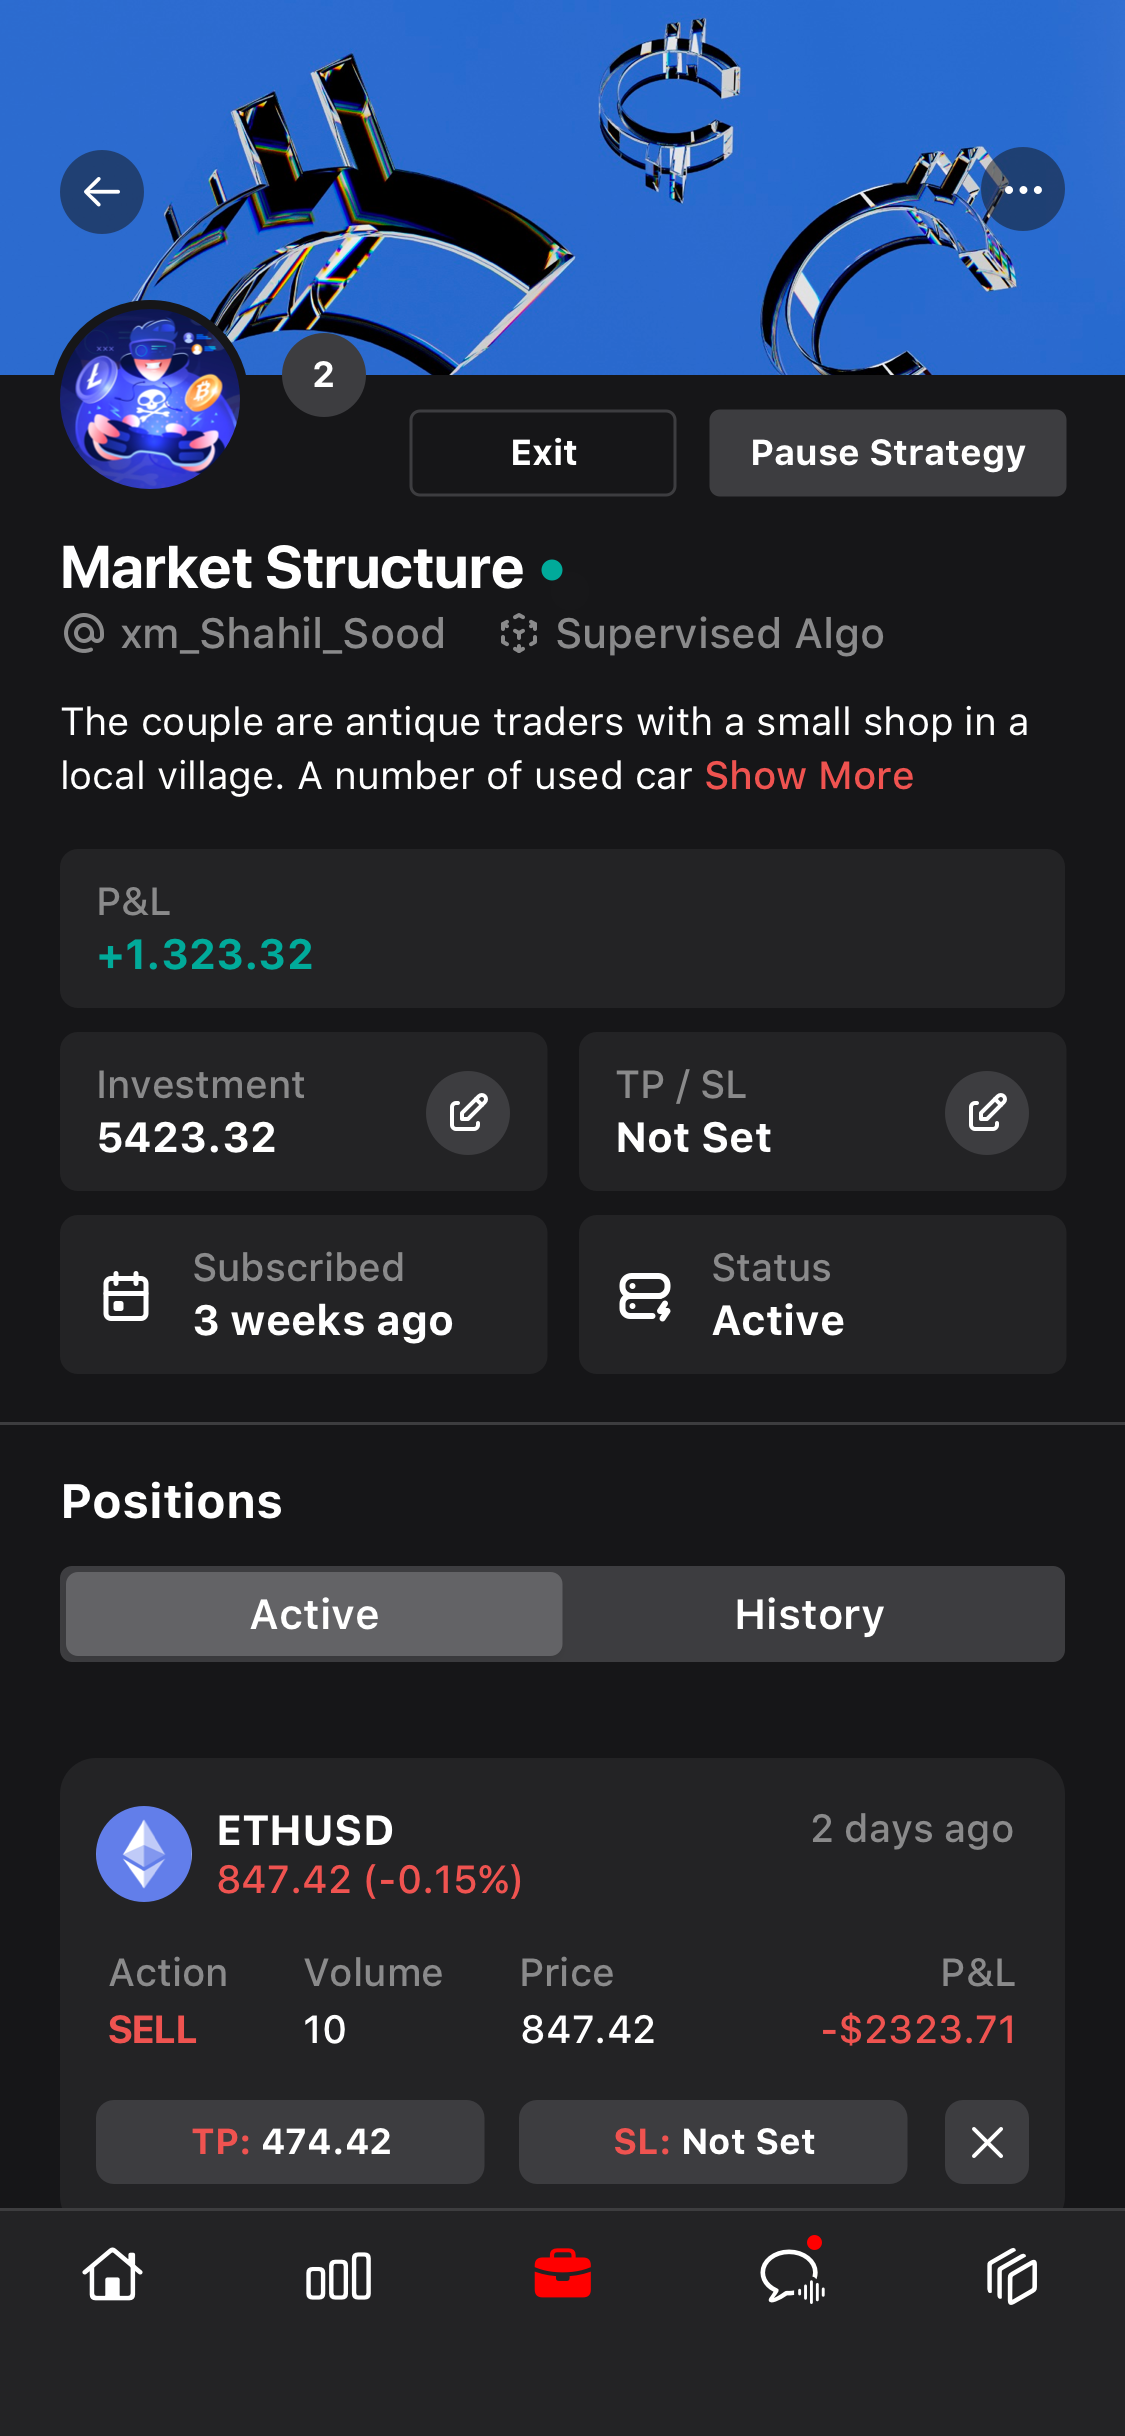 2
Exit
Pause Strategy
Market Structure
@ xm_Shahil_Sood
Supervised Algo
The couple are antique traders with a small shop in a
local village. A number of used car Show More
P&L
+1.323.32
Investment
5423.32
TP / SL
Not Set
Subscribed
3 weeks ago
Status
Active
Positions
Active
History
ETHUSD
2 days ago
847.42 (-0.15%)
Action Volume Price P&L
SELL 10 847.42 -$2323.71
TP: 474.42
SL: Not Set